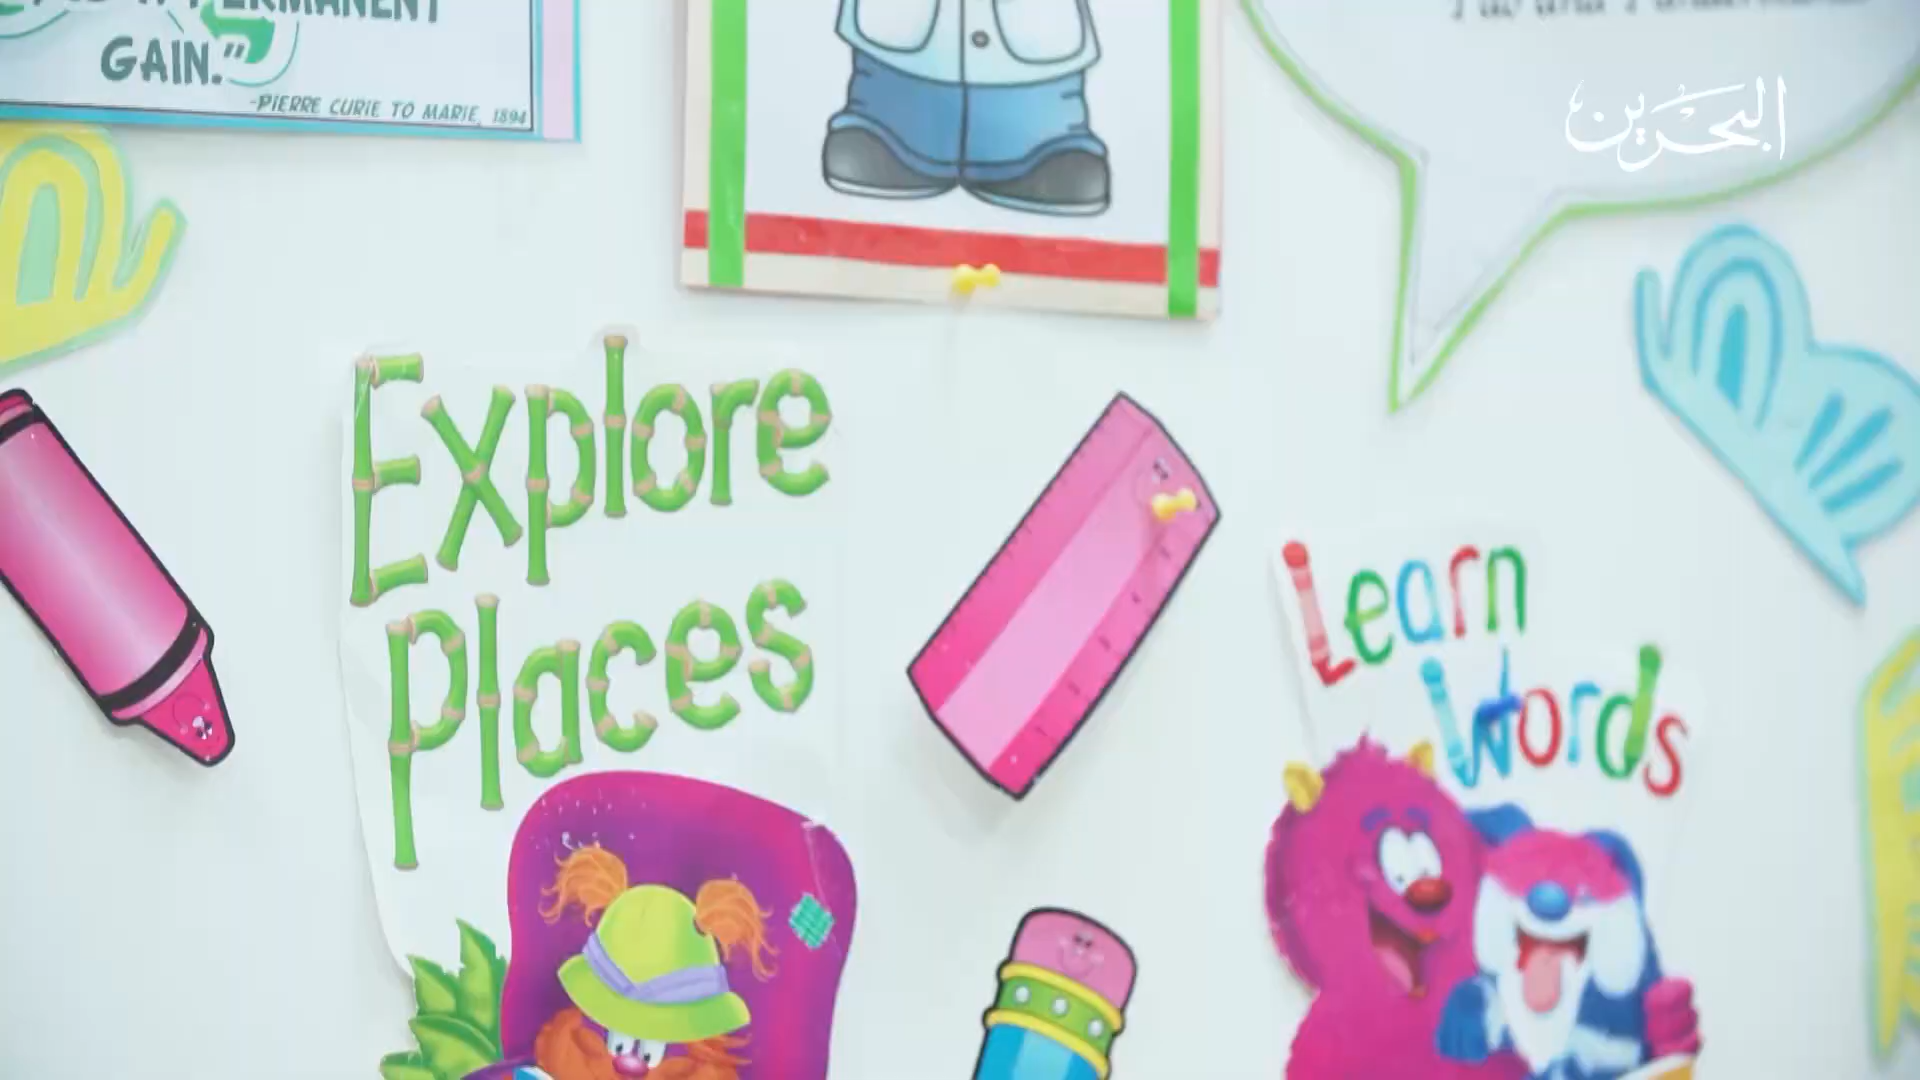 PERMANENT
GAIN."
-PIERRE CURIE TO MARIE, 1894
البحرين
Explore
Places
Learn
Words